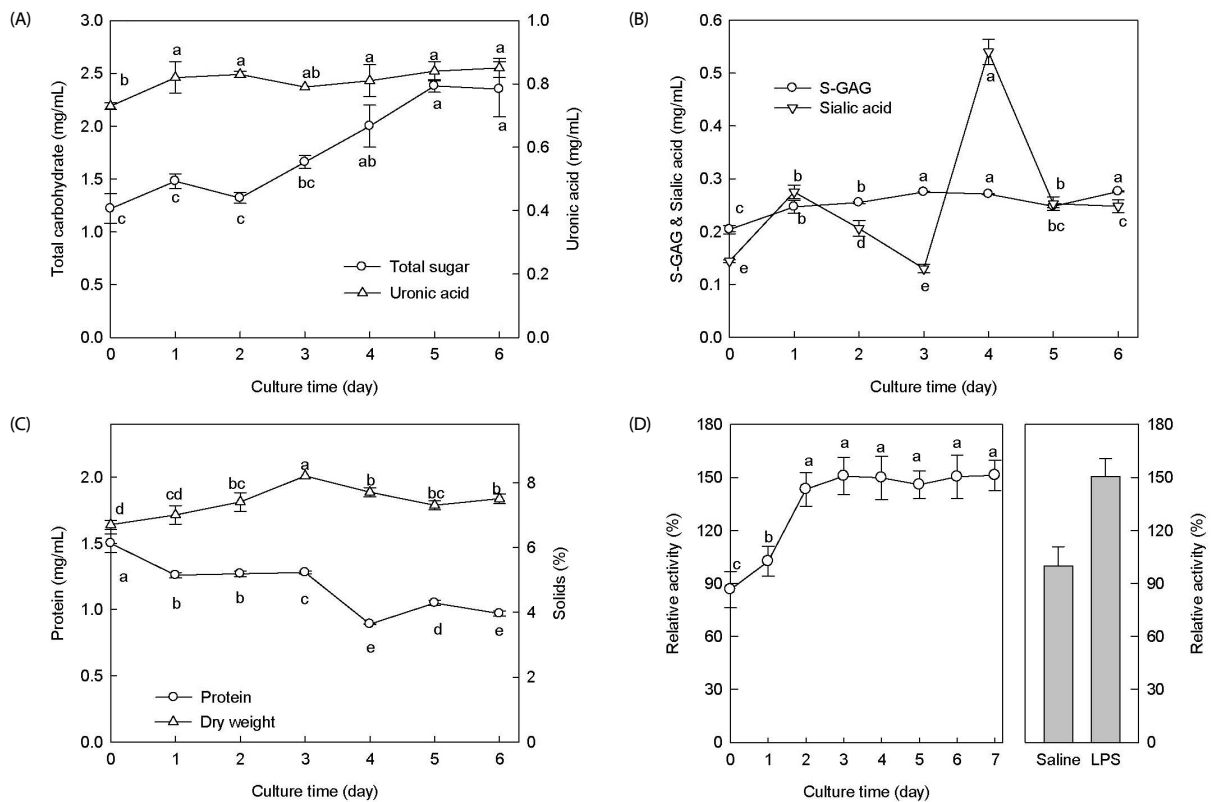 (A)
3.0
2.5
2.0
1.5
1.0
0.5
0.0
Total carbohydrate (mg/mL)
b
a
a
ab
a
a
a
c
c
c
bc
ab
a
a
Total sugar
Uronic acid
1.0
0.8
0.6
0.4
0.2
0.0
Uronic acid (mg/mL)
0 1 2 3 4 5 6
Culture time (day)
(B)
0.6
0.5
0.4
0.3
0.2
0.1
0.0
S-GAG & Sialic acid (mg/mL)
S-GAG
Sialic acid
c
b
b
a
a
b
a
e
b
d
e
a
bc
c
0 1 2 3 4 5 6
Culture time (day)
(C)
2.0
1.5
1.0
0.5
0.0
Protein (mg/mL)
d
cd
bc
a
b
bc
b
a
b
b
c
e
d
e
Protein
Dry weight
8
6
4
2
0
Solids (%)
0 1 2 3 4 5 6
Culture time (day)
(D)
180
150
120
90
60
30
0
Relative activity (%)
c
b
a
a
a
a
a
a
0 1 2 3 4 5 6 7
Culture time (day)
180
150
120
90
60
30
0
Relative activity (%)
Saline LPS